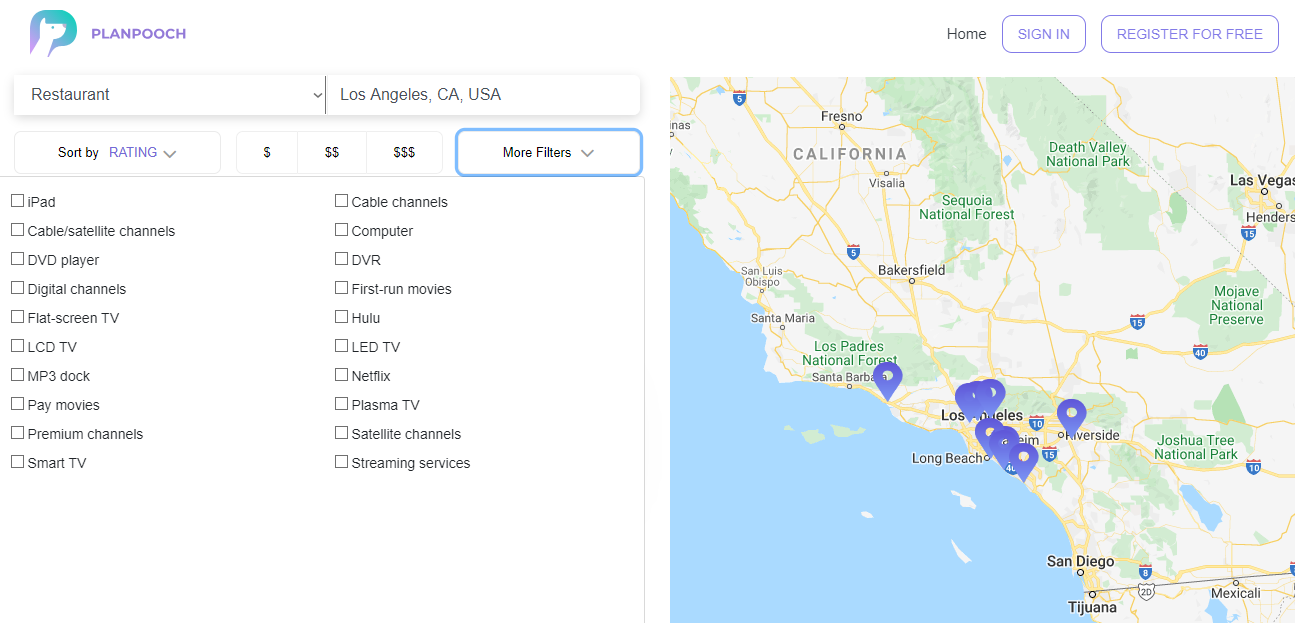 PLANPOOCH
Home
SIGN IN
REGISTER FOR FREE
Restaurant
Los Angeles, CA, USA
Sort by RATING
$
$$
$$$
More Filters
iPad
Cable channels
Cable/satellite channels
Computer
DVD player
DVR
Digital channels
First-run movies
Flat-screen TV
Hulu
LCD TV
LED TV
MP3 dock
Netflix
Pay movies
Plasma TV
Premium channels
Satellite channels
Smart TV
Streaming services
5
Fresno
CALIFORNIA
Visalia
Death Valley
National Park
Las Vegas
Henders
15
Sequoia
National Forest
5
Bakersfield
San Luis
Obispo
Santa Maria
Mojave
National
Preserve
15
40
Los Padres
National Forest
Santa Barba
10
Riverside
Long Beach
15
Joshua Tree
National Park
10
San Diego
8
2D
Mexicali
Tijuana